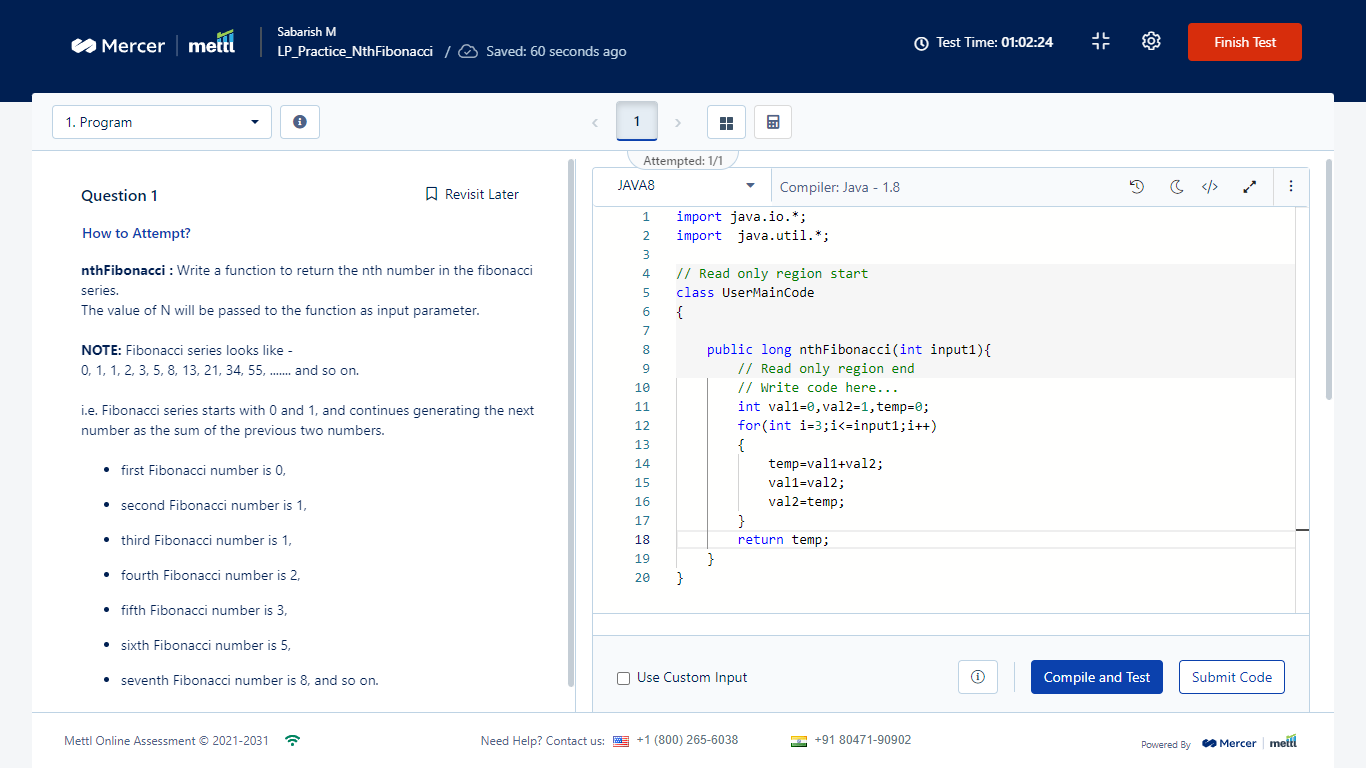 Mercer | mettl
Sabarish M
LP_Practice_NthFibonacci / Saved: 60 seconds ago
Test Time: 01:02:24
Finish Test
1. Program
1
Attempted: 1/1
Question 1
Revisit Later
How to Attempt?
nthFibonacci : Write a function to return the nth number in the fibonacci
series.
The value of N will be passed to the function as input parameter.
NOTE: Fibonacci series looks like -
0, 1, 1, 2, 3, 5, 8, 13, 21, 34, 55, ....... and so on.
i.e. Fibonacci series starts with 0 and 1, and continues generating the next
number as the sum of the previous two numbers.
• first Fibonacci number is 0,
• second Fibonacci number is 1,
• third Fibonacci number is 1,
• fourth Fibonacci number is 2,
• fifth Fibonacci number is 3,
• sixth Fibonacci number is 5,
• seventh Fibonacci number is 8, and so on.
JAVA8
Compiler: Java - 1.8
</>
1 import java.io.*;
2 import  java.util.*;
3
4 // Read only region start
5 class UserMainCode
6 {
7
8     public long nthFibonacci(int input1){
9         // Read only region end
10         // Write code here...
11         int val1=0,val2=1,temp=0;
12         for(int i=3;i<=input1;i++)
13         {
14             temp=val1+val2;
15             val1=val2;
16             val2=temp;
17         }
18         return temp;
19     }
20 }
Use Custom Input
Compile and Test
Submit Code
Mettl Online Assessment © 2021-2031
Need Help? Contact us: +1 (800) 265-6038
+91 80471-90902
Powered By Mercer | mettl